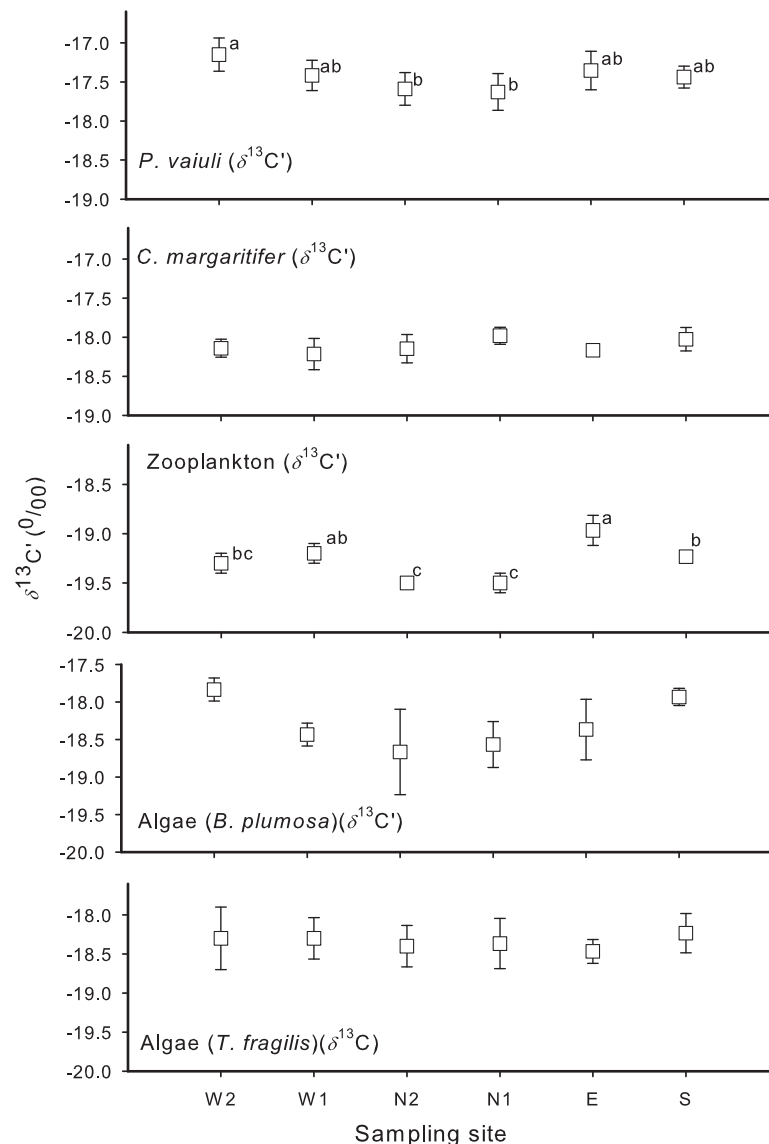 -17.0
-17.5
-18.0
-18.5
-19.0
a
ab
b
b
ab
ab
P. vaiuli (δ¹³C')
-17.0
-17.5
-18.0
-18.5
-19.0
C. margaritifer (δ¹³C')
-18.5
-19.0
-19.5
-20.0
Zooplankton (δ¹³C')
bc
ab
c
c
a
b
δ¹³C' (⁰/₀₀)
-17.5
-18.0
-18.5
-19.0
-19.5
-20.0
Algae (B. plumosa)(δ¹³C')
-18.0
-18.5
-19.0
-19.5
-20.0
Algae (T. fragilis)(δ¹³C)
W2 W1 N2 N1 E S
Sampling site